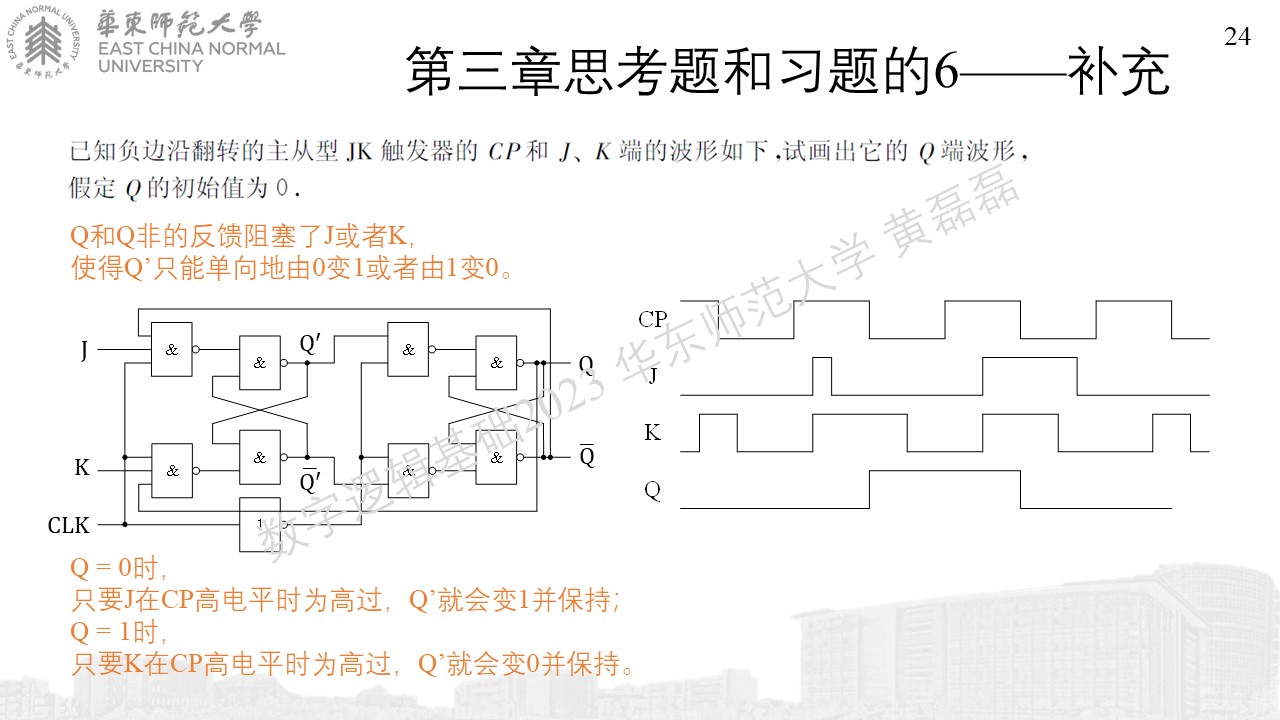 華東師範大學
EAST CHINA NORMAL
UNIVERSITY
EAST CHINA NORMAL UNIVERSITY
華東師範大學
24
第三章思考题和习题的6——补充
已知负边沿翻转的主从型 JK 触发器的 CP 和 J、K 端的波形如下,试画出它的 Q 端波形,
假定 Q 的初始值为 0.
Q和Q非的反馈阻塞了J或者K,
使得Q’只能单向地由0变1或者由1变0。
J
&
&
Q′
&
&
Q
K
&
&
Q̅′
&
&
Q̅
CLK
1
CP
J
K
Q
数字逻辑基础2023 华东师范大学 黄磊磊
Q = 0时,
只要J在CP高电平时为高过，Q’就会变1并保持；
Q = 1时,
只要K在CP高电平时为高过，Q’就会变0并保持。